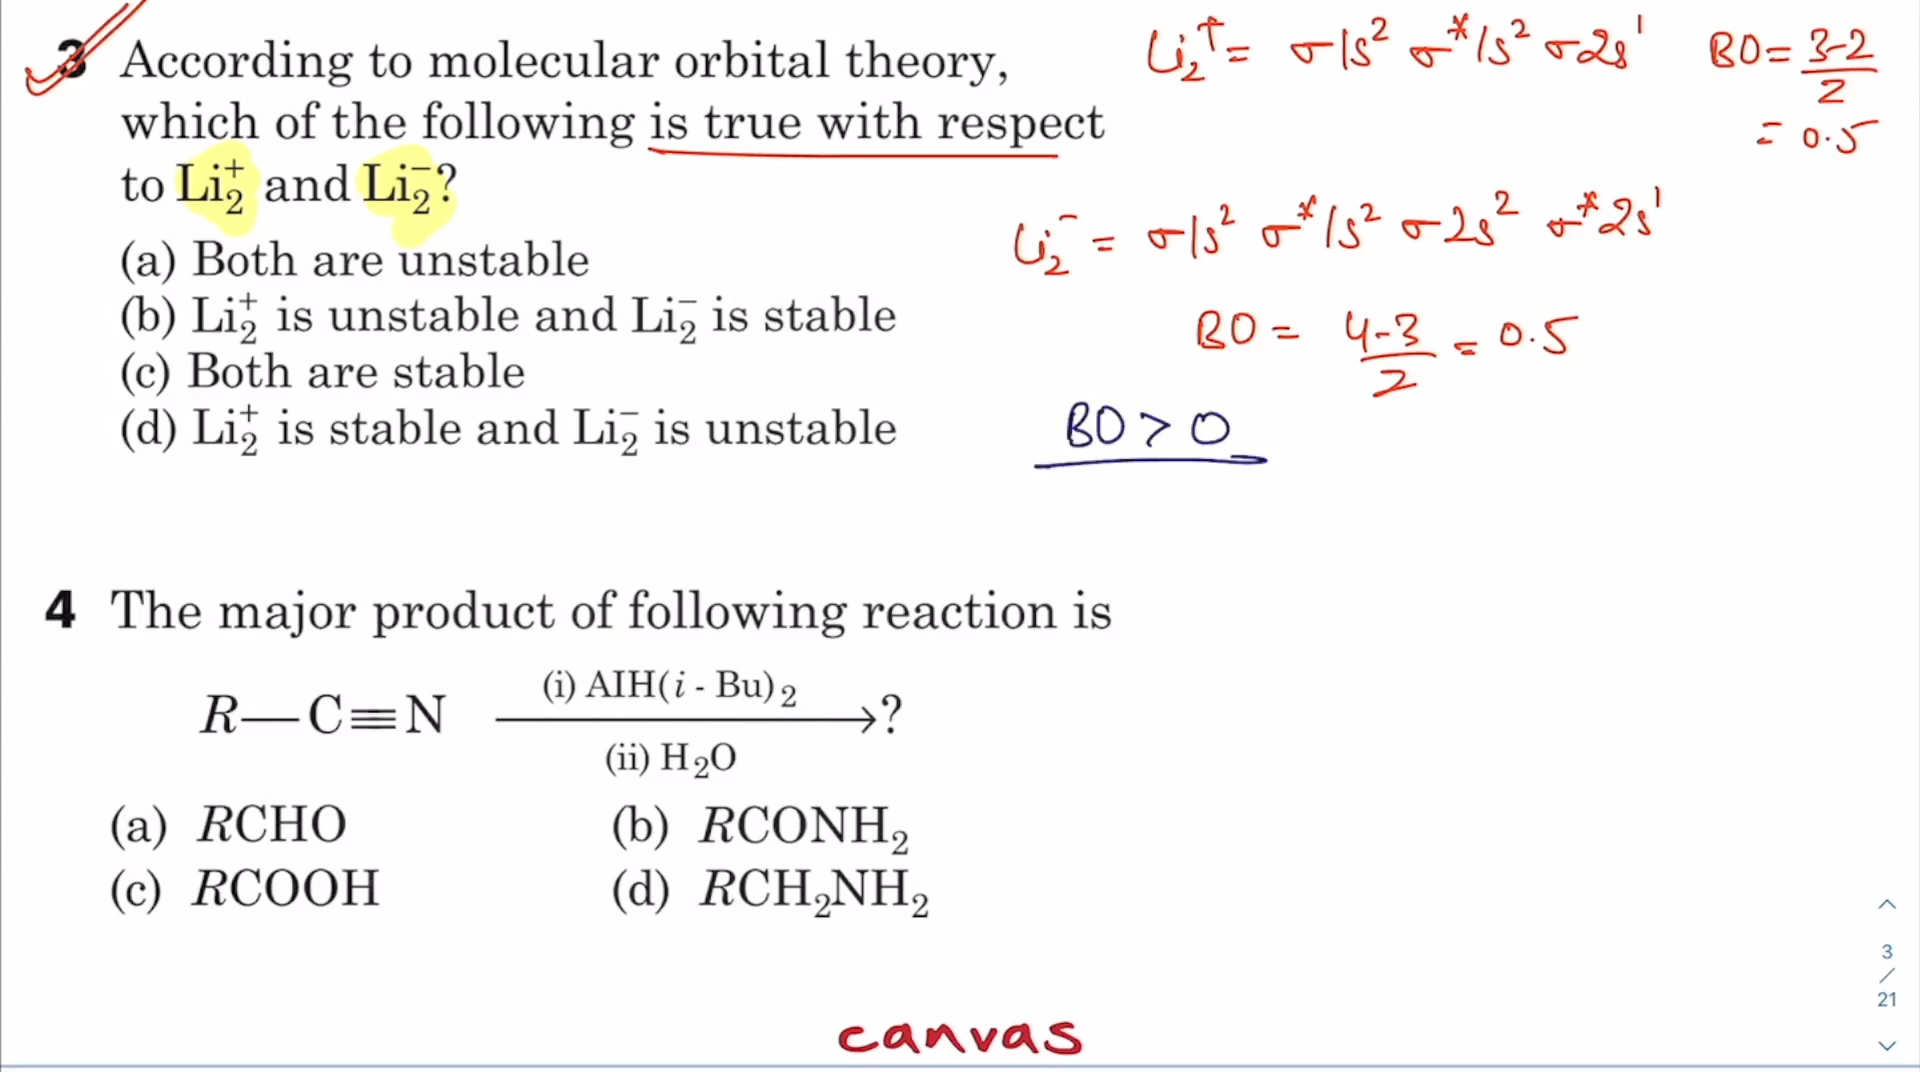 3 According to molecular orbital theory,
which of the following is true with respect
to Li₂⁺ and Li₂⁻?
(a) Both are unstable
(b) Li₂⁺ is unstable and Li₂⁻ is stable
(c) Both are stable
(d) Li₂⁺ is stable and Li₂⁻ is unstable
Li₂⁺ = σ1s² σ*1s² σ2s¹ BO = 3-2/2
= 0.5
Li₂⁻ = σ1s² σ*1s² σ2s² σ*2s¹
BO = 4-3/2 = 0.5
BO > 0
4 The major product of following reaction is
R—C≡N (i) AlH(i - Bu)₂ (ii) H₂O ⟶?
(a) RCHO (b) RCONH₂
(c) RCOOH (d) RCH₂NH₂
3
/
21
canvas